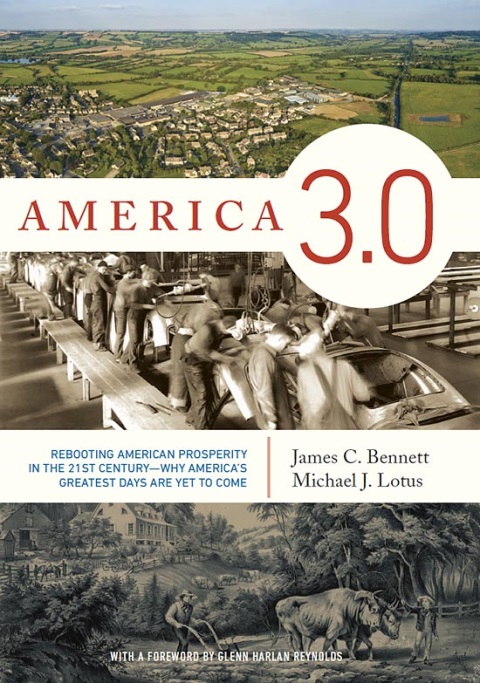 AMERICA 3.0
REBOOTING AMERICAN PROSPERITY
IN THE 21ST CENTURY—WHY AMERICA'S
GREATEST DAYS ARE YET TO COME
James C. Bennett
Michael J. Lotus
WITH A FOREWORD BY GLENN HARLAN REYNOLDS